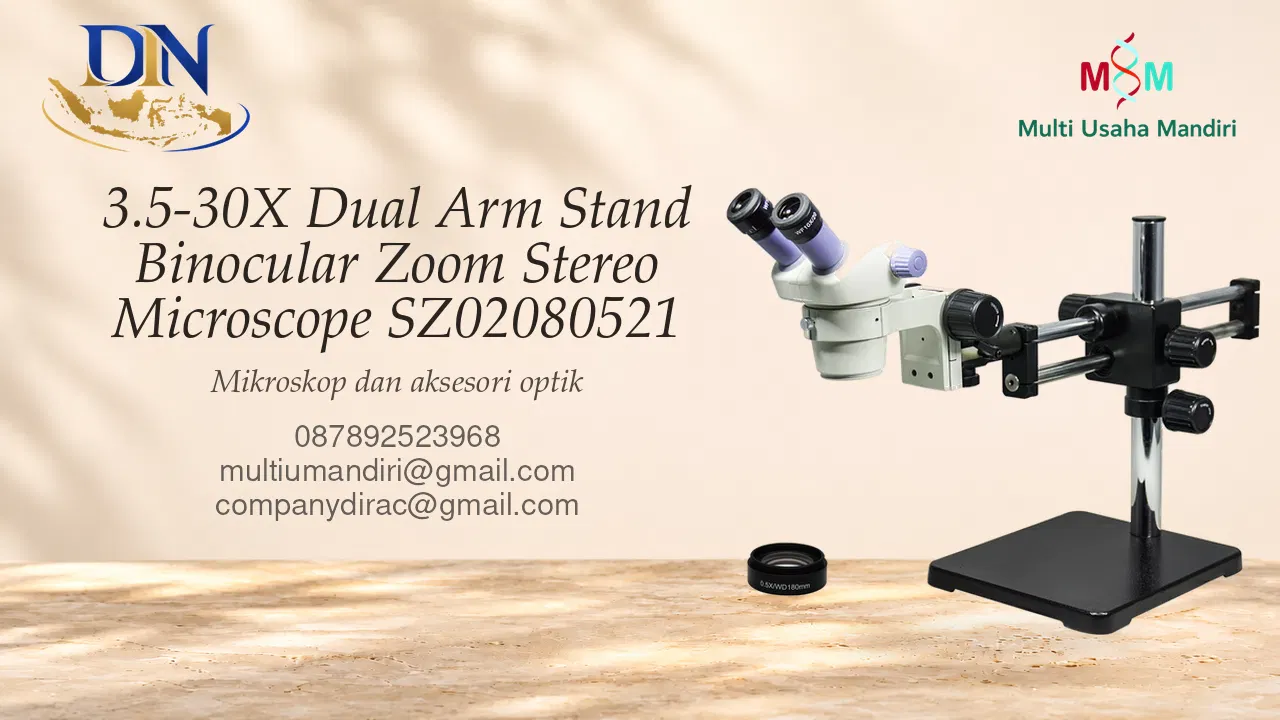 DIN
M M
Multi Usaha Mandiri
3.5-30X Dual Arm Stand
Binocular Zoom Stereo
Microscope SZ02080521
Mikroskop dan aksesori optik
087892523968
multiumandiri@gmail.com
companydirac@gmail.com
0.5X/WD180mm